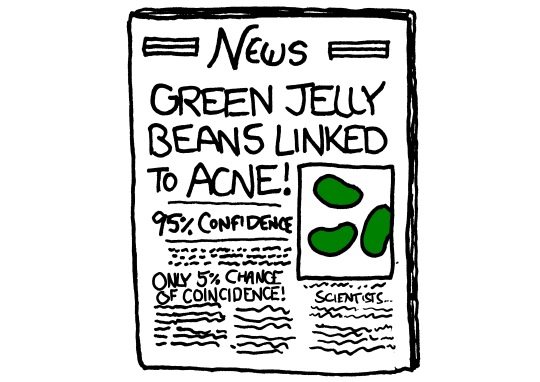 News
GREEN JELLY
BEANS LINKED
TO ACNE!
95% CONFIDENCE
ONLY 5% CHANCE
OF COINCIDENCE!
SCIENTISTS...